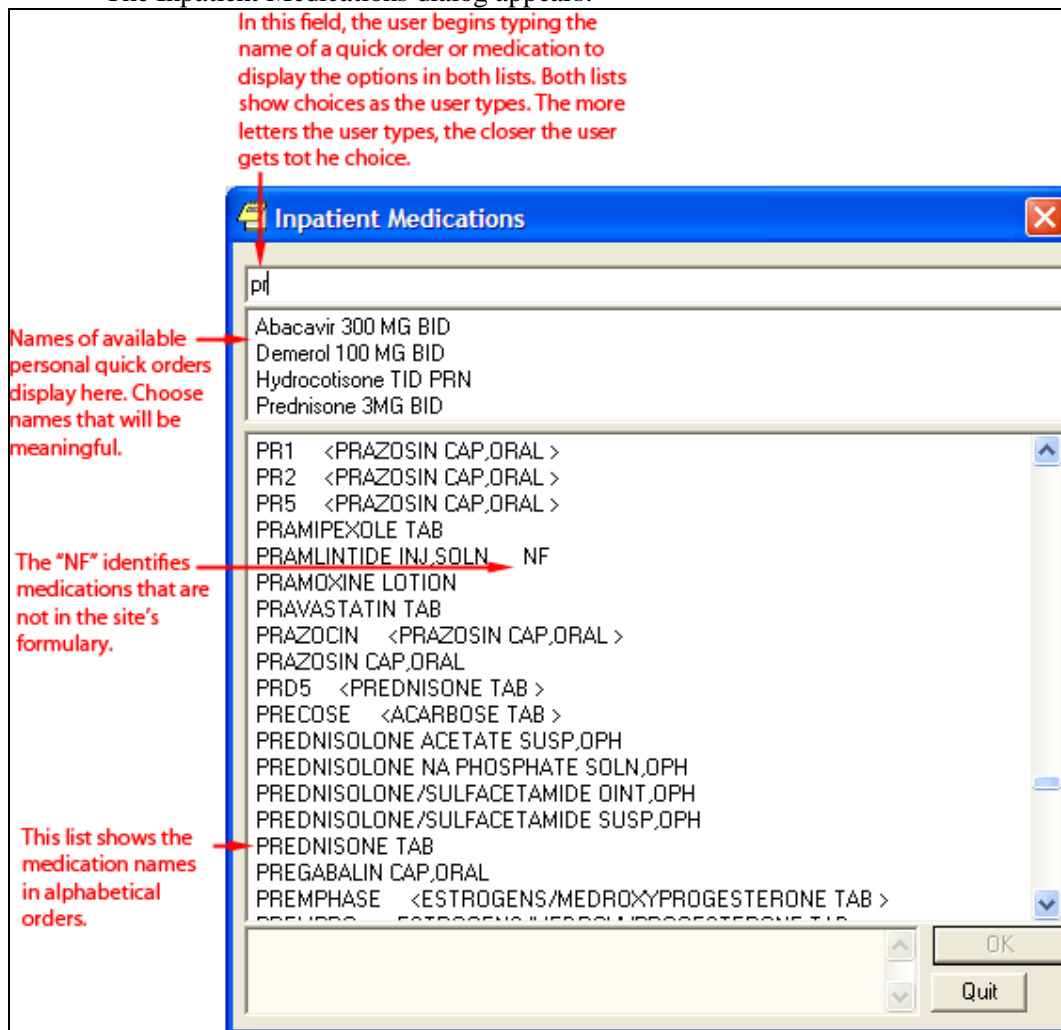 The Inpatient Medications dialog appears.
In this field, the user begins typing the
name of a quick order or medication to
display the options in both lists. Both lists
show choices as the user types. The more
letters the user types, the closer the user
gets tot he choice.
Inpatient Medications
pr
Names of available
personal quick orders
display here. Choose
names that will be
meaningful.
Abacavir 300 MG BID
Demerol 100 MG BID
Hydrocotisone TID PRN
Prednisone 3MG BID
PR1 <PRAZOSIN CAP,ORAL >
PR2 <PRAZOSIN CAP,ORAL >
PR5 <PRAZOSIN CAP,ORAL >
PRAMIPEXOLE TAB
PRAMLINTIDE INJ,SOLN NF
PRAMOXINE LOTION
PRAVASTATIN TAB
PRAZOCIN <PRAZOSIN CAP,ORAL >
PRAZOSIN CAP,ORAL
PRD5 <PREDNISONE TAB >
PRECOSE <ACARBOSE TAB >
PREDNISOLONE ACETATE SUSP,OPH
PREDNISOLONE NA PHOSPHATE SOLN,OPH
PREDNISOLONE/SULFACETAMIDE OINT,OPH
PREDNISOLONE/SULFACETAMIDE SUSP,OPH
PREDNISONE TAB
PREGABALIN CAP,ORAL
PREMPHASE <ESTROGENS/MEDROXYPROGESTERONE TAB >
The "NF" identifies
medications that are
not in the site's
formulary.
This list shows the
medication names
in alphabetical
orders.
OK
Quit